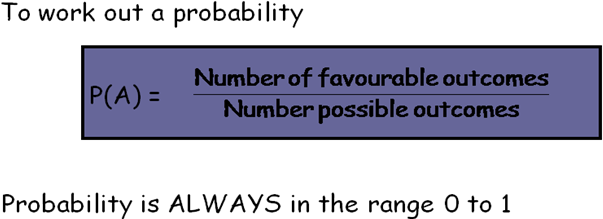 To work out a probability
P(A) =
Number of favourable outcomes
Number possible outcomes
Probability is ALWAYS in the range 0 to 1